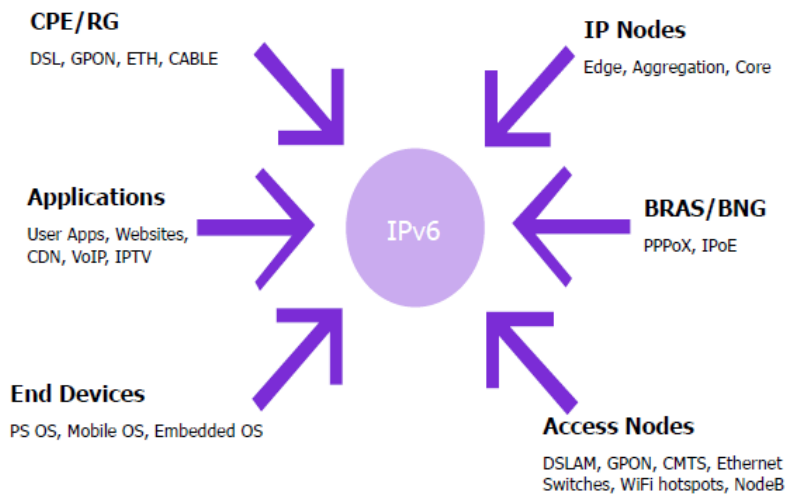 CPE/RG
DSL, GPON, ETH, CABLE
IP Nodes
Edge, Aggregation, Core
Applications
User Apps, Websites,
CDN, VoIP, IPTV
IPv6
BRAS/BNG
PPPoX, IPoE
End Devices
PS OS, Mobile OS, Embedded OS
Access Nodes
DSLAM, GPON, CMTS, Ethernet
Switches, WiFi hotspots, NodeB